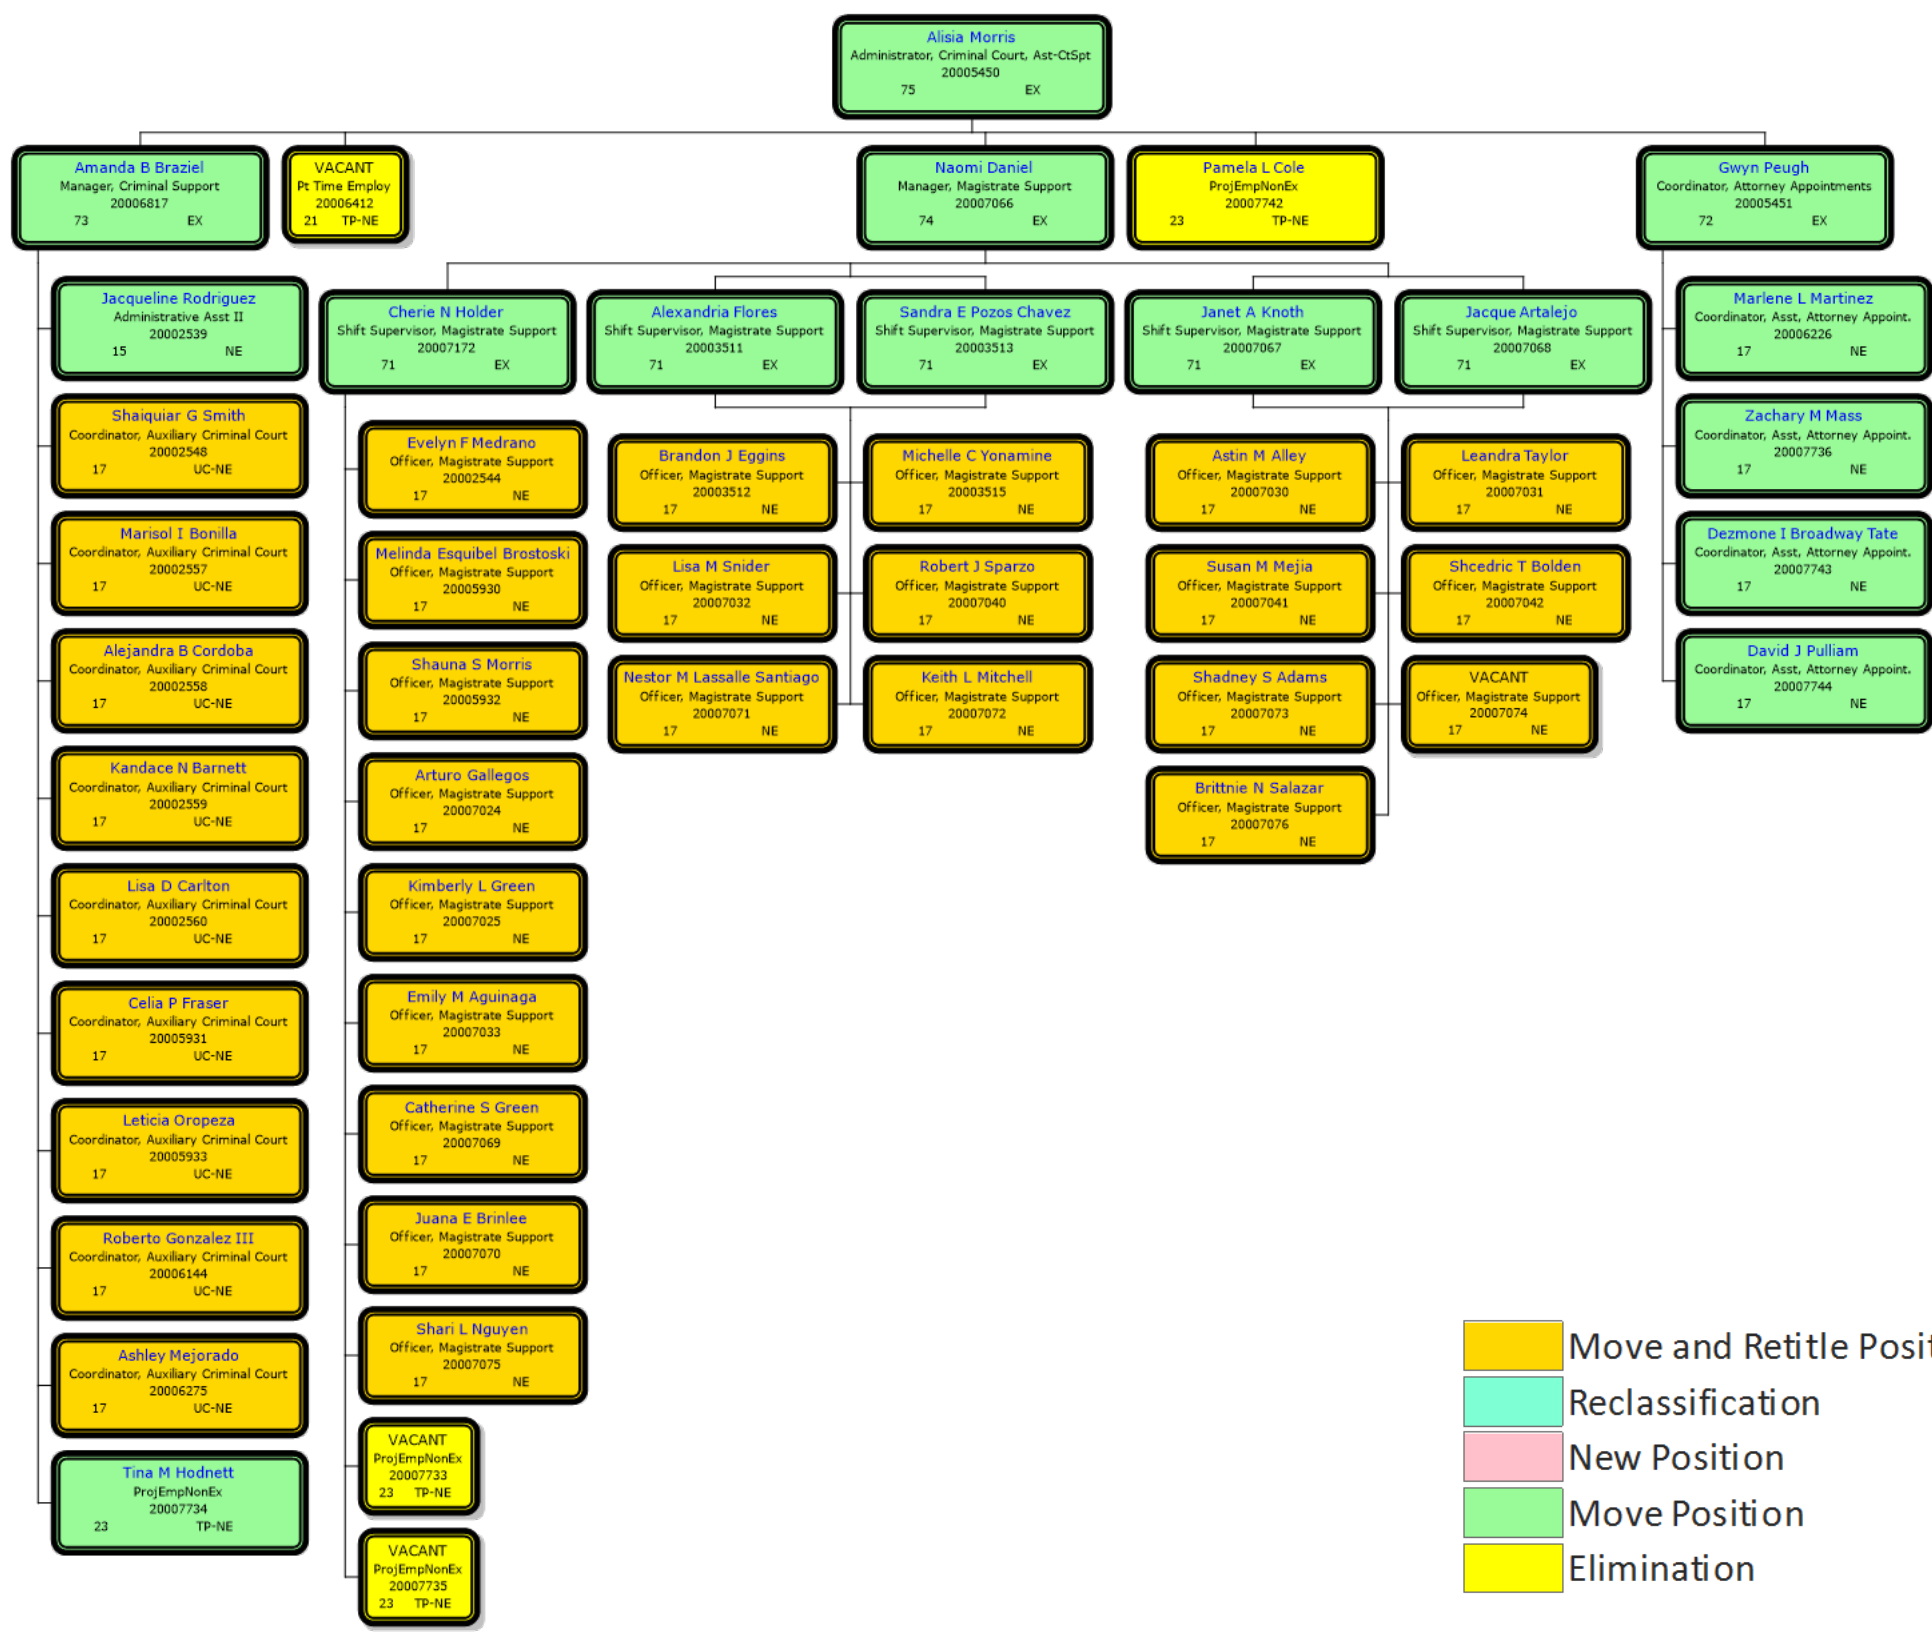 Alisia Morris
Administrator, Criminal Court, Ast-CtSpt
20005450
75 EX
Amanda B Braziel
Manager, Criminal Support
20006817
73 EX
VACANT
Pt Time Employ
20006412
21 TP-NE
Naomi Daniel
Manager, Magistrate Support
20007066
74 EX
Pamela L Cole
ProjEmpNonEx
20007742
23 TP-NE
Gwyn Peugh
Coordinator, Attorney Appointments
20005451
72 EX
Jacqueline Rodriguez
Administrative Asst II
20002539
15 NE
Shaiquiar G Smith
Coordinator, Auxiliary Criminal Court
20002548
17 UC-NE
Marisol I Bonilla
Coordinator, Auxiliary Criminal Court
20002557
17 UC-NE
Alejandra B Cordoba
Coordinator, Auxiliary Criminal Court
20002558
17 UC-NE
Kandace N Barnett
Coordinator, Auxiliary Criminal Court
20002559
17 UC-NE
Lisa D Carlton
Coordinator, Auxiliary Criminal Court
20002560
17 UC-NE
Celia P Fraser
Coordinator, Auxiliary Criminal Court
20005931
17 UC-NE
Leticia Oropeza
Coordinator, Auxiliary Criminal Court
20005933
17 UC-NE
Roberto Gonzalez III
Coordinator, Auxiliary Criminal Court
20006144
17 UC-NE
Ashley Mejorado
Coordinator, Auxiliary Criminal Court
20006275
17 UC-NE
Tina M Hodnett
ProjEmpNonEx
20007734
23 TP-NE
Cherie N Holder
Shift Supervisor, Magistrate Support
20007172
71 EX
Evelyn F Medrano
Officer, Magistrate Support
20002544
17 NE
Melinda Esquibel Brostoski
Officer, Magistrate Support
20005930
17 NE
Shauna S Morris
Officer, Magistrate Support
20005932
17 NE
Arturo Gallegos
Officer, Magistrate Support
20007024
17 NE
Kimberly L Green
Officer, Magistrate Support
20007025
17 NE
Emily M Aguinaga
Officer, Magistrate Support
20007033
17 NE
Catherine S Green
Officer, Magistrate Support
20007069
17 NE
Juana E Brinlee
Officer, Magistrate Support
20007070
17 NE
Shari L Nguyen
Officer, Magistrate Support
20007075
17 NE
VACANT
ProjEmpNonEx
20007733
23 TP-NE
VACANT
ProjEmpNonEx
20007735
23 TP-NE
Alexandria Flores
Shift Supervisor, Magistrate Support
20003511
71 EX
Sandra E Pozos Chavez
Shift Supervisor, Magistrate Support
20003513
71 EX
Brandon J Eggins
Officer, Magistrate Support
20003512
17 NE
Michelle C Yonamine
Officer, Magistrate Support
20003515
17 NE
Lisa M Snider
Officer, Magistrate Support
20007032
17 NE
Robert J Sparzo
Officer, Magistrate Support
20007040
17 NE
Nestor M Lassalle Santiago
Officer, Magistrate Support
20007071
17 NE
Keith L Mitchell
Officer, Magistrate Support
20007072
17 NE
Janet A Knoth
Shift Supervisor, Magistrate Support
20007067
71 EX
Jacque Artalejo
Shift Supervisor, Magistrate Support
20007068
71 EX
Astin M Alley
Officer, Magistrate Support
20007030
17 NE
Leandra Taylor
Officer, Magistrate Support
20007031
17 NE
Susan M Mejia
Officer, Magistrate Support
20007041
17 NE
Shcedric T Bolden
Officer, Magistrate Support
20007042
17 NE
Shadney S Adams
Officer, Magistrate Support
20007073
17 NE
VACANT
Officer, Magistrate Support
20007074
17 NE
Brittnie N Salazar
Officer, Magistrate Support
20007076
17 NE
Marlene L Martinez
Coordinator, Asst, Attorney Appoint.
20006226
17 NE
Zachary M Mass
Coordinator, Asst, Attorney Appoint.
20007736
17 NE
Dezmone I Broadway Tate
Coordinator, Asst, Attorney Appoint.
20007743
17 NE
David J Pulliam
Coordinator, Asst, Attorney Appoint.
20007744
17 NE
Move and Retitle Posit
Reclassification
New Position
Move Position
Elimination